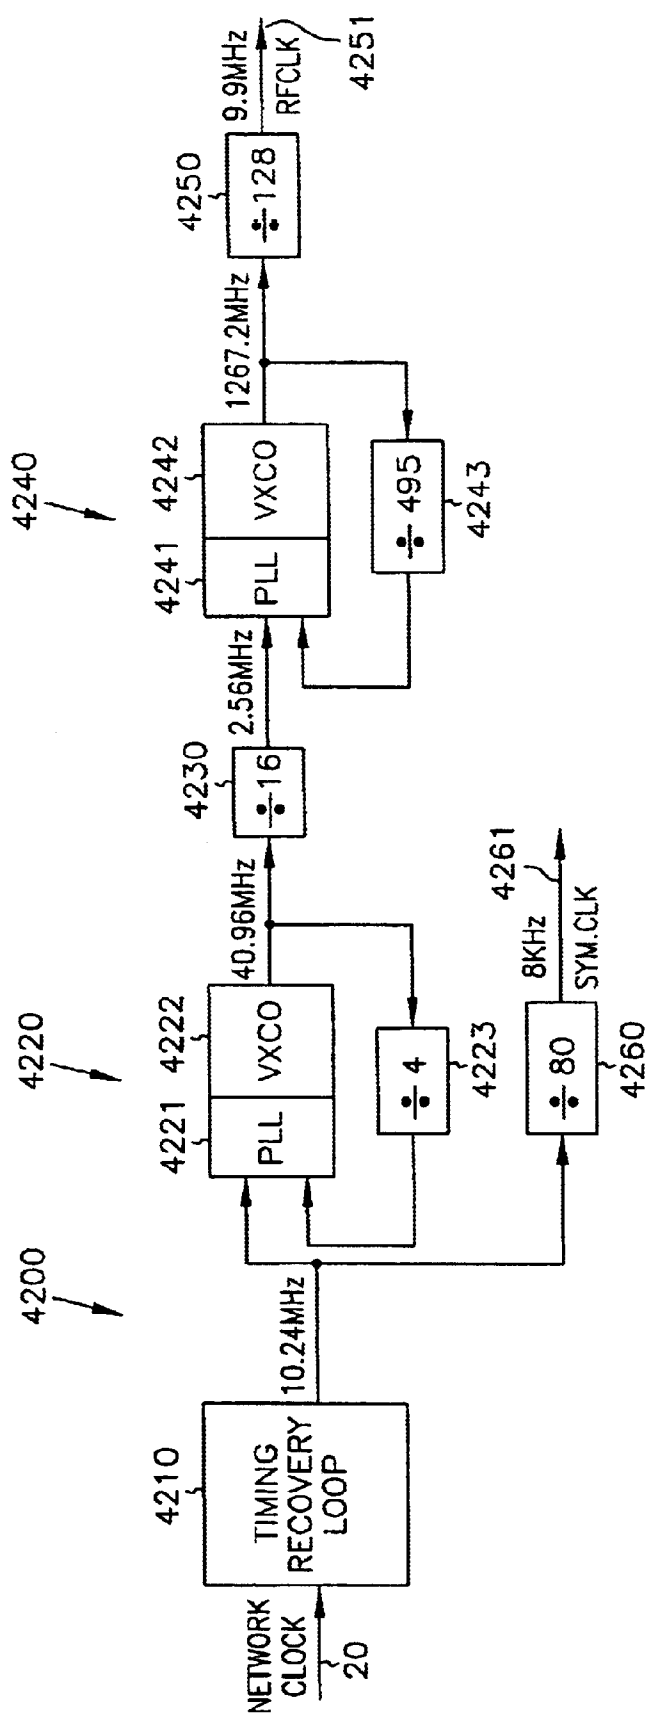 NETWORK
CLOCK
20
4210
TIMING
RECOVERY
LOOP
4200
10.24MHz
4220
4221
4222
PLL
VXCO
40.96MHz
÷ 4
4223
÷ 80
4260
8KHz
SYM.CLK
4261
4230
÷ 16
2.56MHz
4240
4241
4242
PLL
VXCO
1267.2MHz
÷ 495
4243
4250
÷ 128
9.9MHz
RFCLK
4251